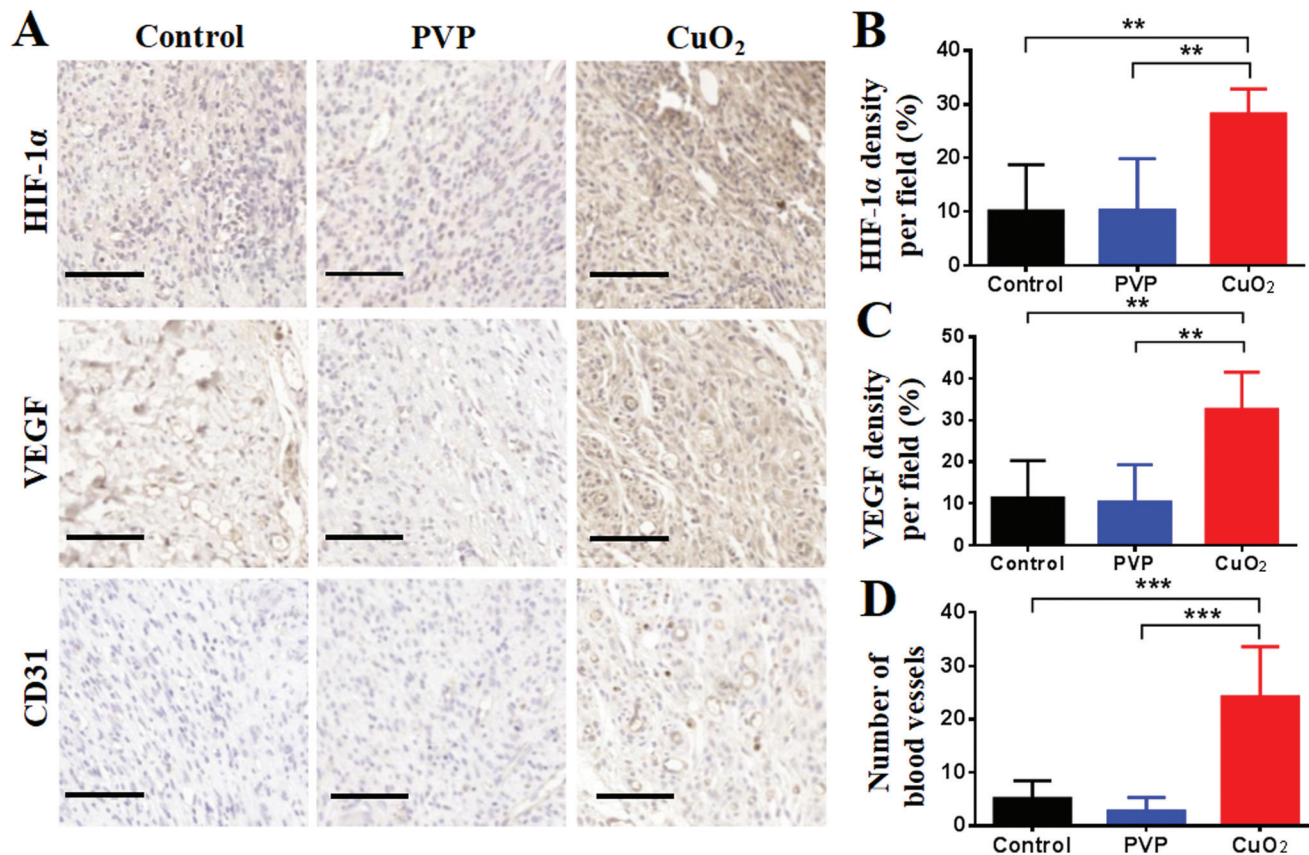 A
Control
PVP
CuO₂
HIF-1α
VEGF
CD31
B
HIF-1α density
per field (%)
40
30
20
10
0
**
**
Control
PVP
CuO₂
C
VEGF density
per field (%)
50
40
30
20
10
0
**
**
Control
PVP
CuO₂
D
Number of
blood vessels
40
30
20
10
0
***
***
Control
PVP
CuO₂